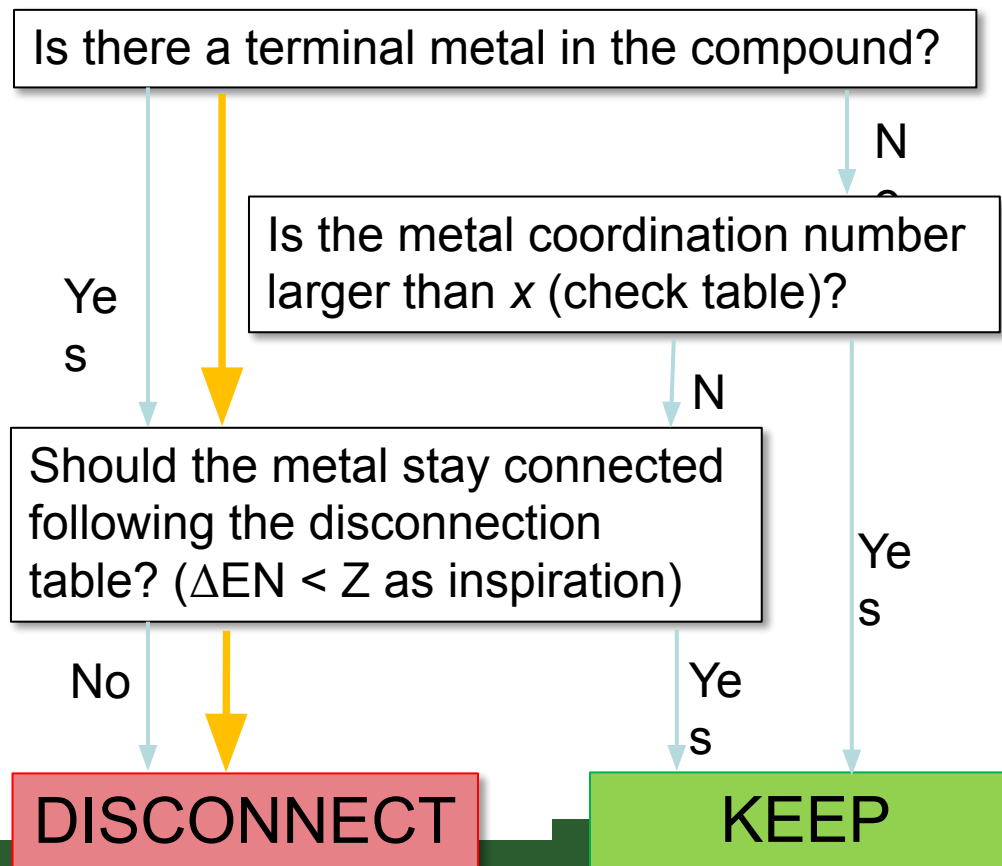 Is there a terminal metal in the compound?
N
Is the metal coordination number
larger than x (check table)?
Ye
s
N
Should the metal stay connected
following the disconnection
table? (ΔEN < Z as inspiration)
Ye
s
No
Ye
s
DISCONNECT
KEEP